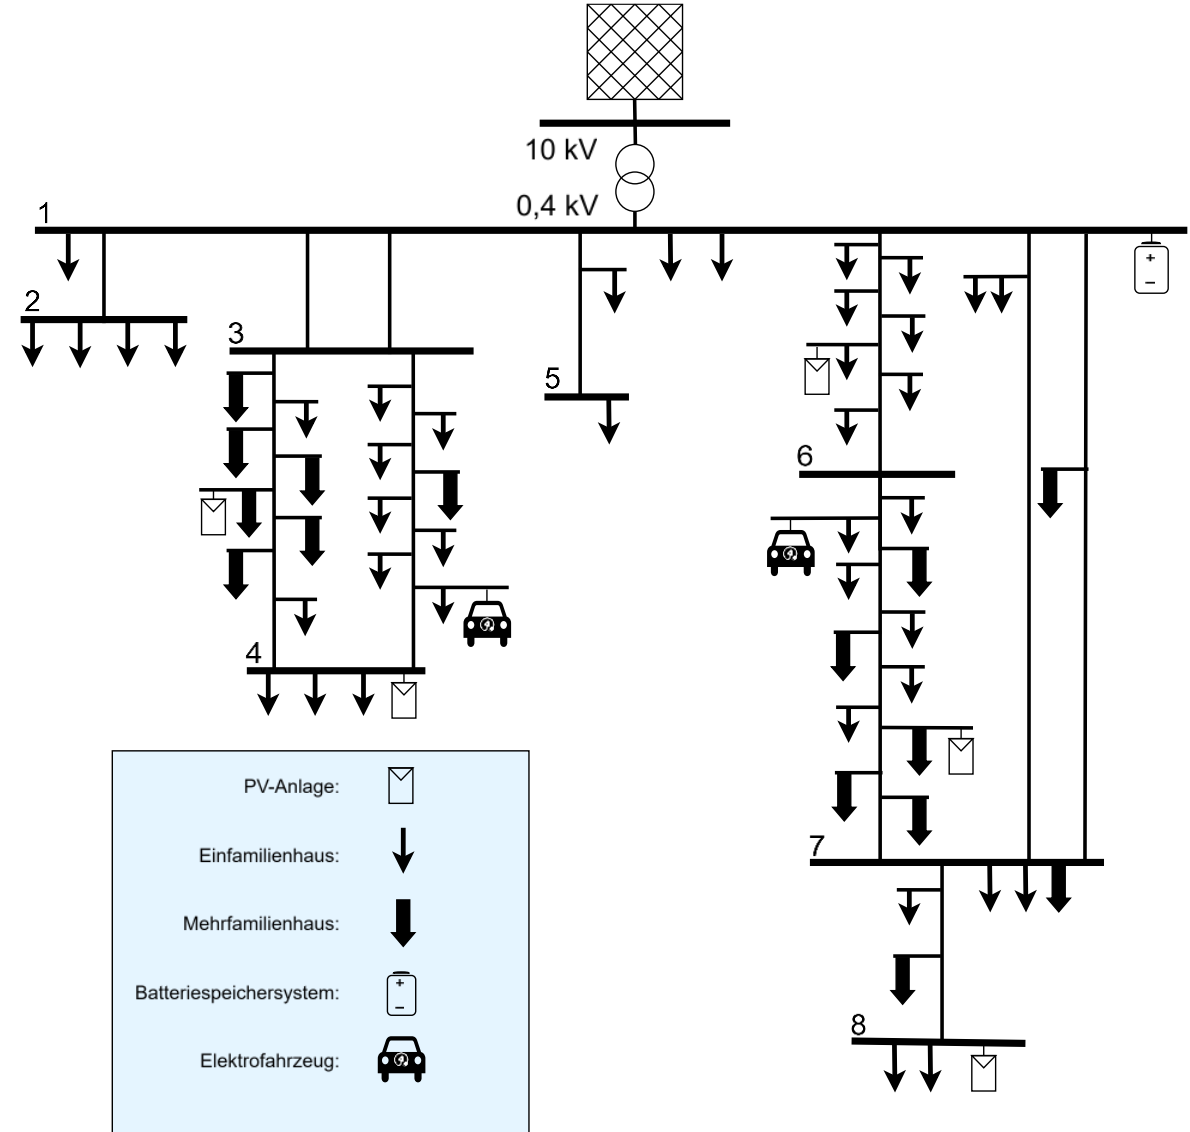 10 kV
0,4 kV
1
2
3
5
6
4
7
8
PV-Anlage:
Einfamilienhaus:
Mehrfamilienhaus:
Batteriespeichersystem:
Elektrofahrzeug: